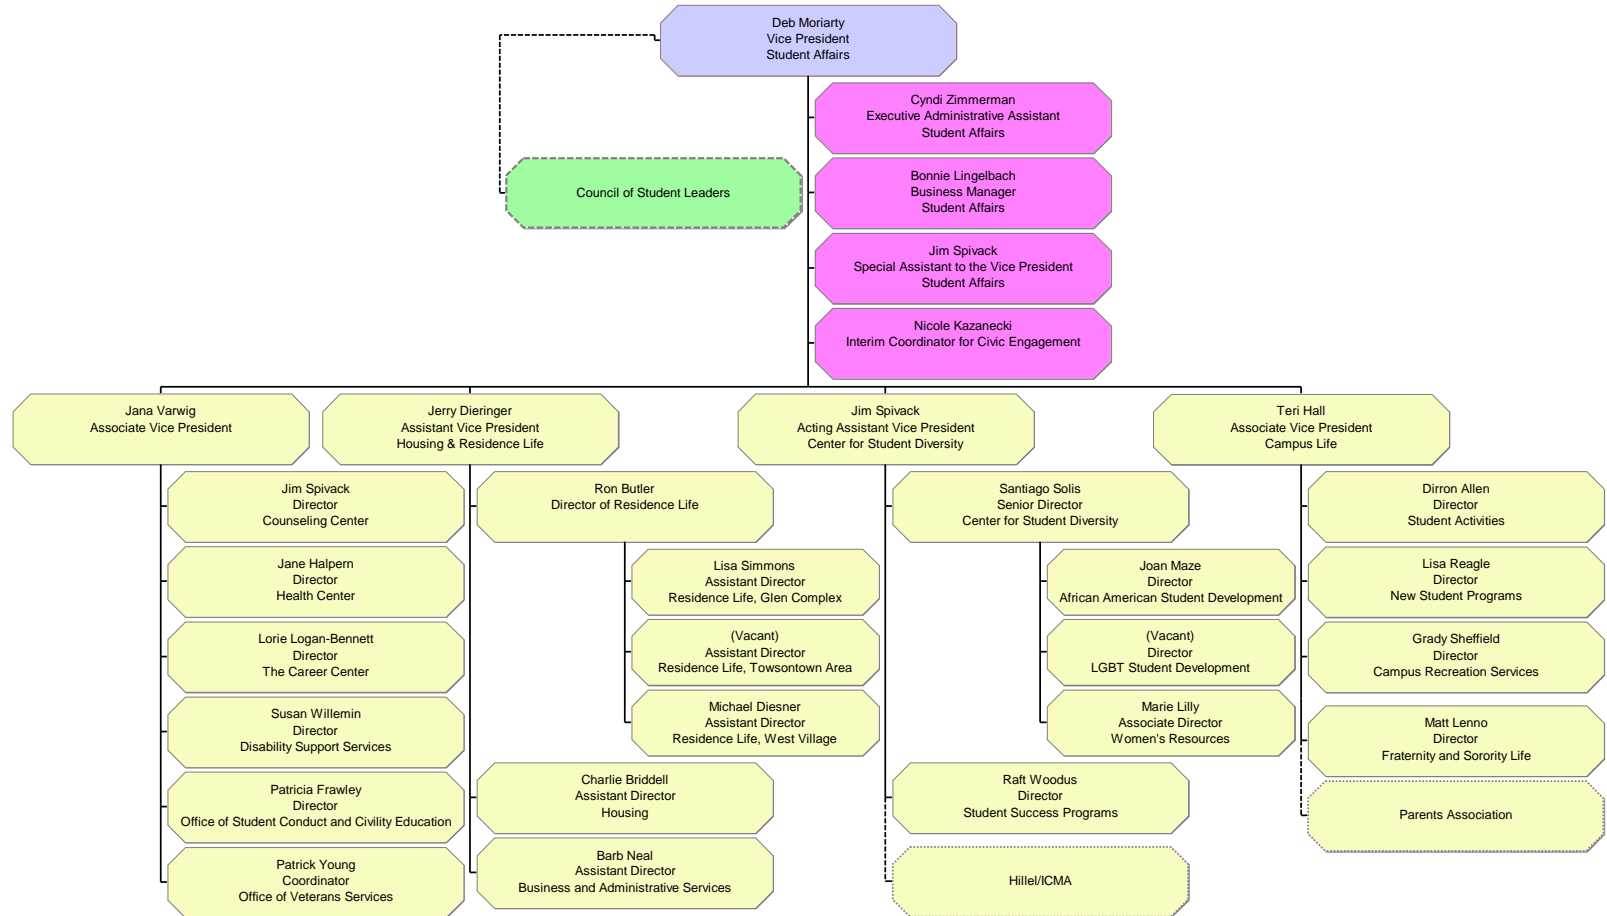 Deb Moriarty
Vice President
Student Affairs
Cyndi Zimmerman
Executive Administrative Assistant
Student Affairs
Council of Student Leaders
Bonnie Lingelbach
Business Manager
Student Affairs
Jim Spivack
Special Assistant to the Vice President
Student Affairs
Nicole Kazanecki
Interim Coordinator for Civic Engagement
Jana Varwig
Associate Vice President
Jim Spivack
Director
Counseling Center
Jane Halpern
Director
Health Center
Lorie Logan-Bennett
Director
The Career Center
Susan Willemin
Director
Disability Support Services
Patricia Frawley
Director
Office of Student Conduct and Civility Education
Patrick Young
Coordinator
Office of Veterans Services
Jerry Dieringer
Assistant Vice President
Housing & Residence Life
Ron Butler
Director of Residence Life
Lisa Simmons
Assistant Director
Residence Life, Glen Complex
(Vacant)
Assistant Director
Residence Life, Towsontown Area
Michael Diesner
Assistant Director
Residence Life, West Village
Charlie Briddell
Assistant Director
Housing
Barb Neal
Assistant Director
Business and Administrative Services
Jim Spivack
Acting Assistant Vice President
Center for Student Diversity
Santiago Solis
Senior Director
Center for Student Diversity
Joan Maze
Director
African American Student Development
(Vacant)
Director
LGBT Student Development
Marie Lilly
Associate Director
Women's Resources
Raft Woodus
Director
Student Success Programs
Hillel/ICMA
Teri Hall
Associate Vice President
Campus Life
Dirron Allen
Director
Student Activities
Lisa Reagle
Director
New Student Programs
Grady Sheffield
Director
Campus Recreation Services
Matt Lenno
Director
Fraternity and Sorority Life
Parents Association